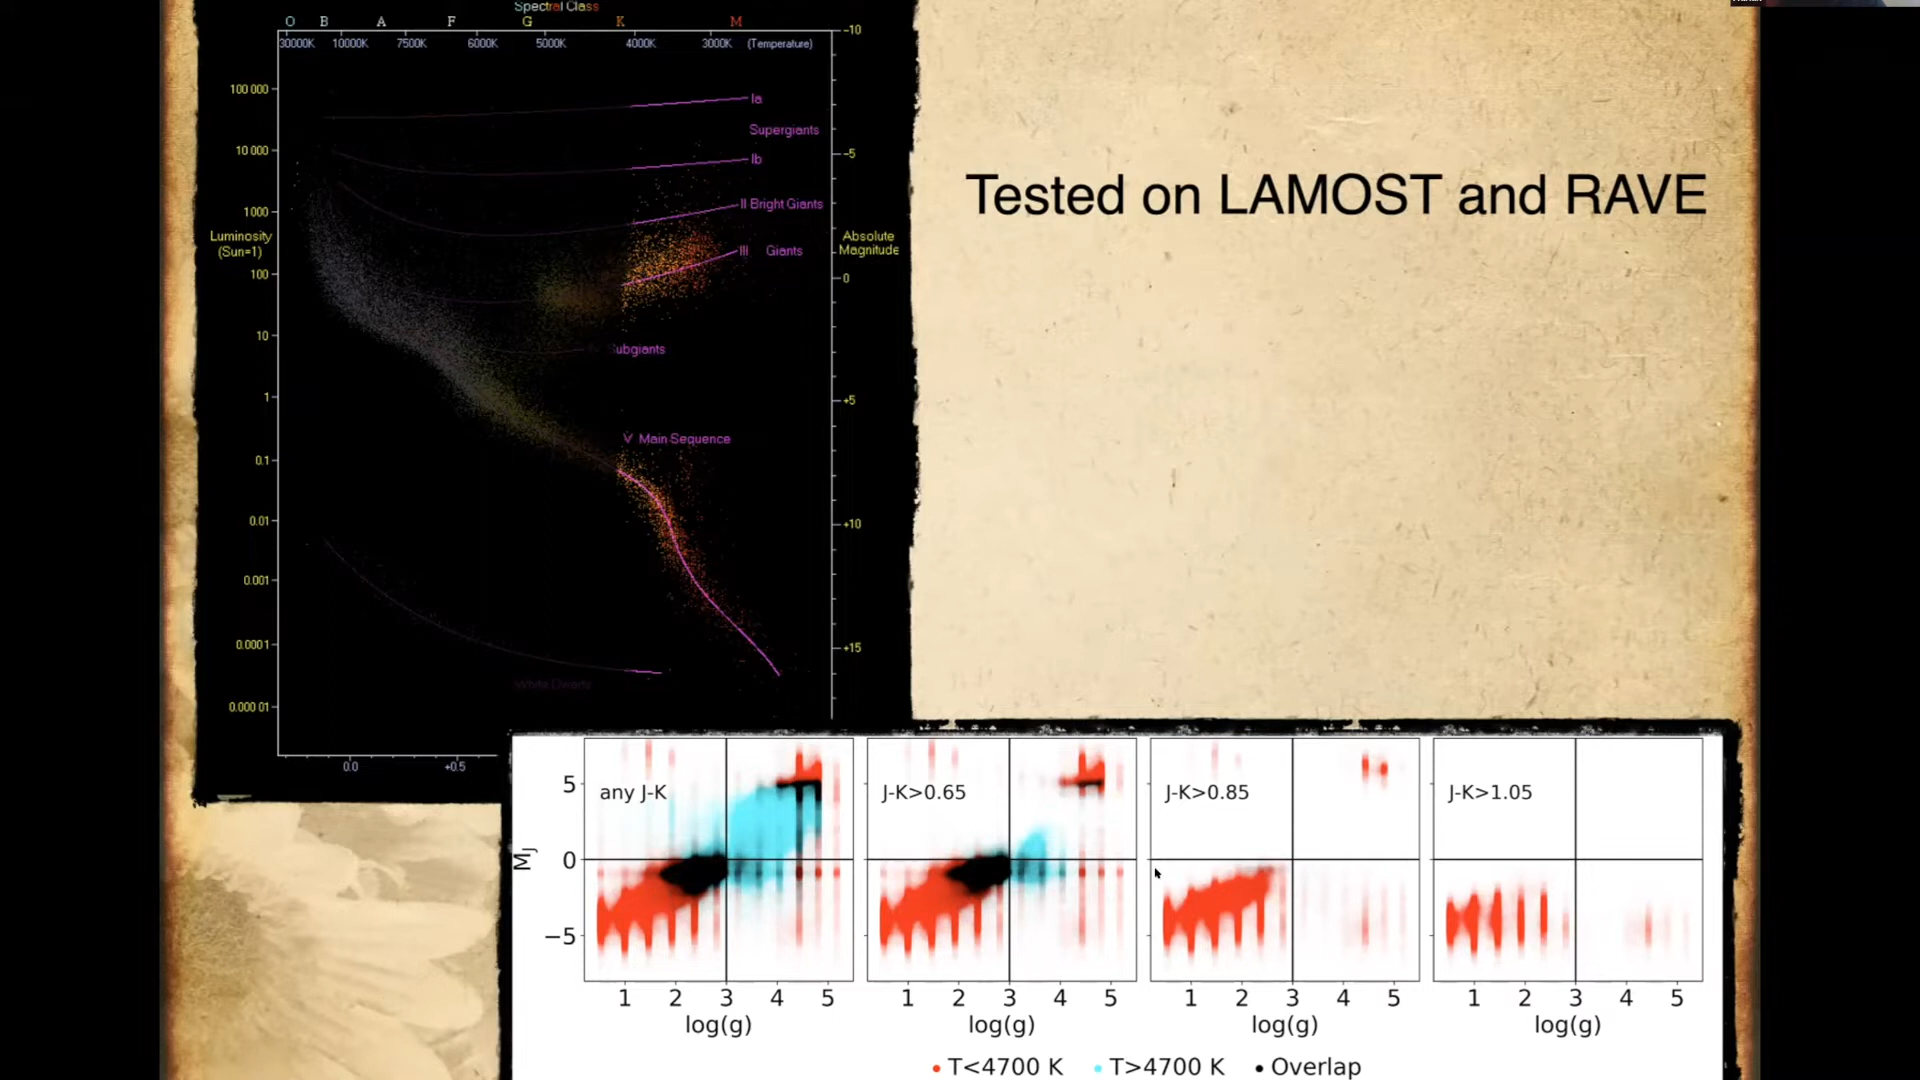 Spectral Class
O B A F G K M
30000K 10000K 7500K 6000K 5000K 4000K 3000K (Temperature)
-10
100 000
Ia
Supergiants
10 000
Ib
-5
1000
II Bright Giants
Luminosity
(Sun=1)
Absolute
Magnitude
III Giants
100
0
10
Subgiants
1
+5
V Main Sequence
0.1
0.01
+10
0.001
0.0001
+15
White Dwarfs
0.000 01
0.0 +0.5
Tested on LAMOST and RAVE
any J-K
J-K>0.65
J-K>0.85
J-K>1.05
MJ
5
0
−5
1 2 3 4 5
1 2 3 4 5
1 2 3 4 5
1 2 3 4 5
log(g)
log(g)
log(g)
log(g)
T<4700 K
T>4700 K
Overlap